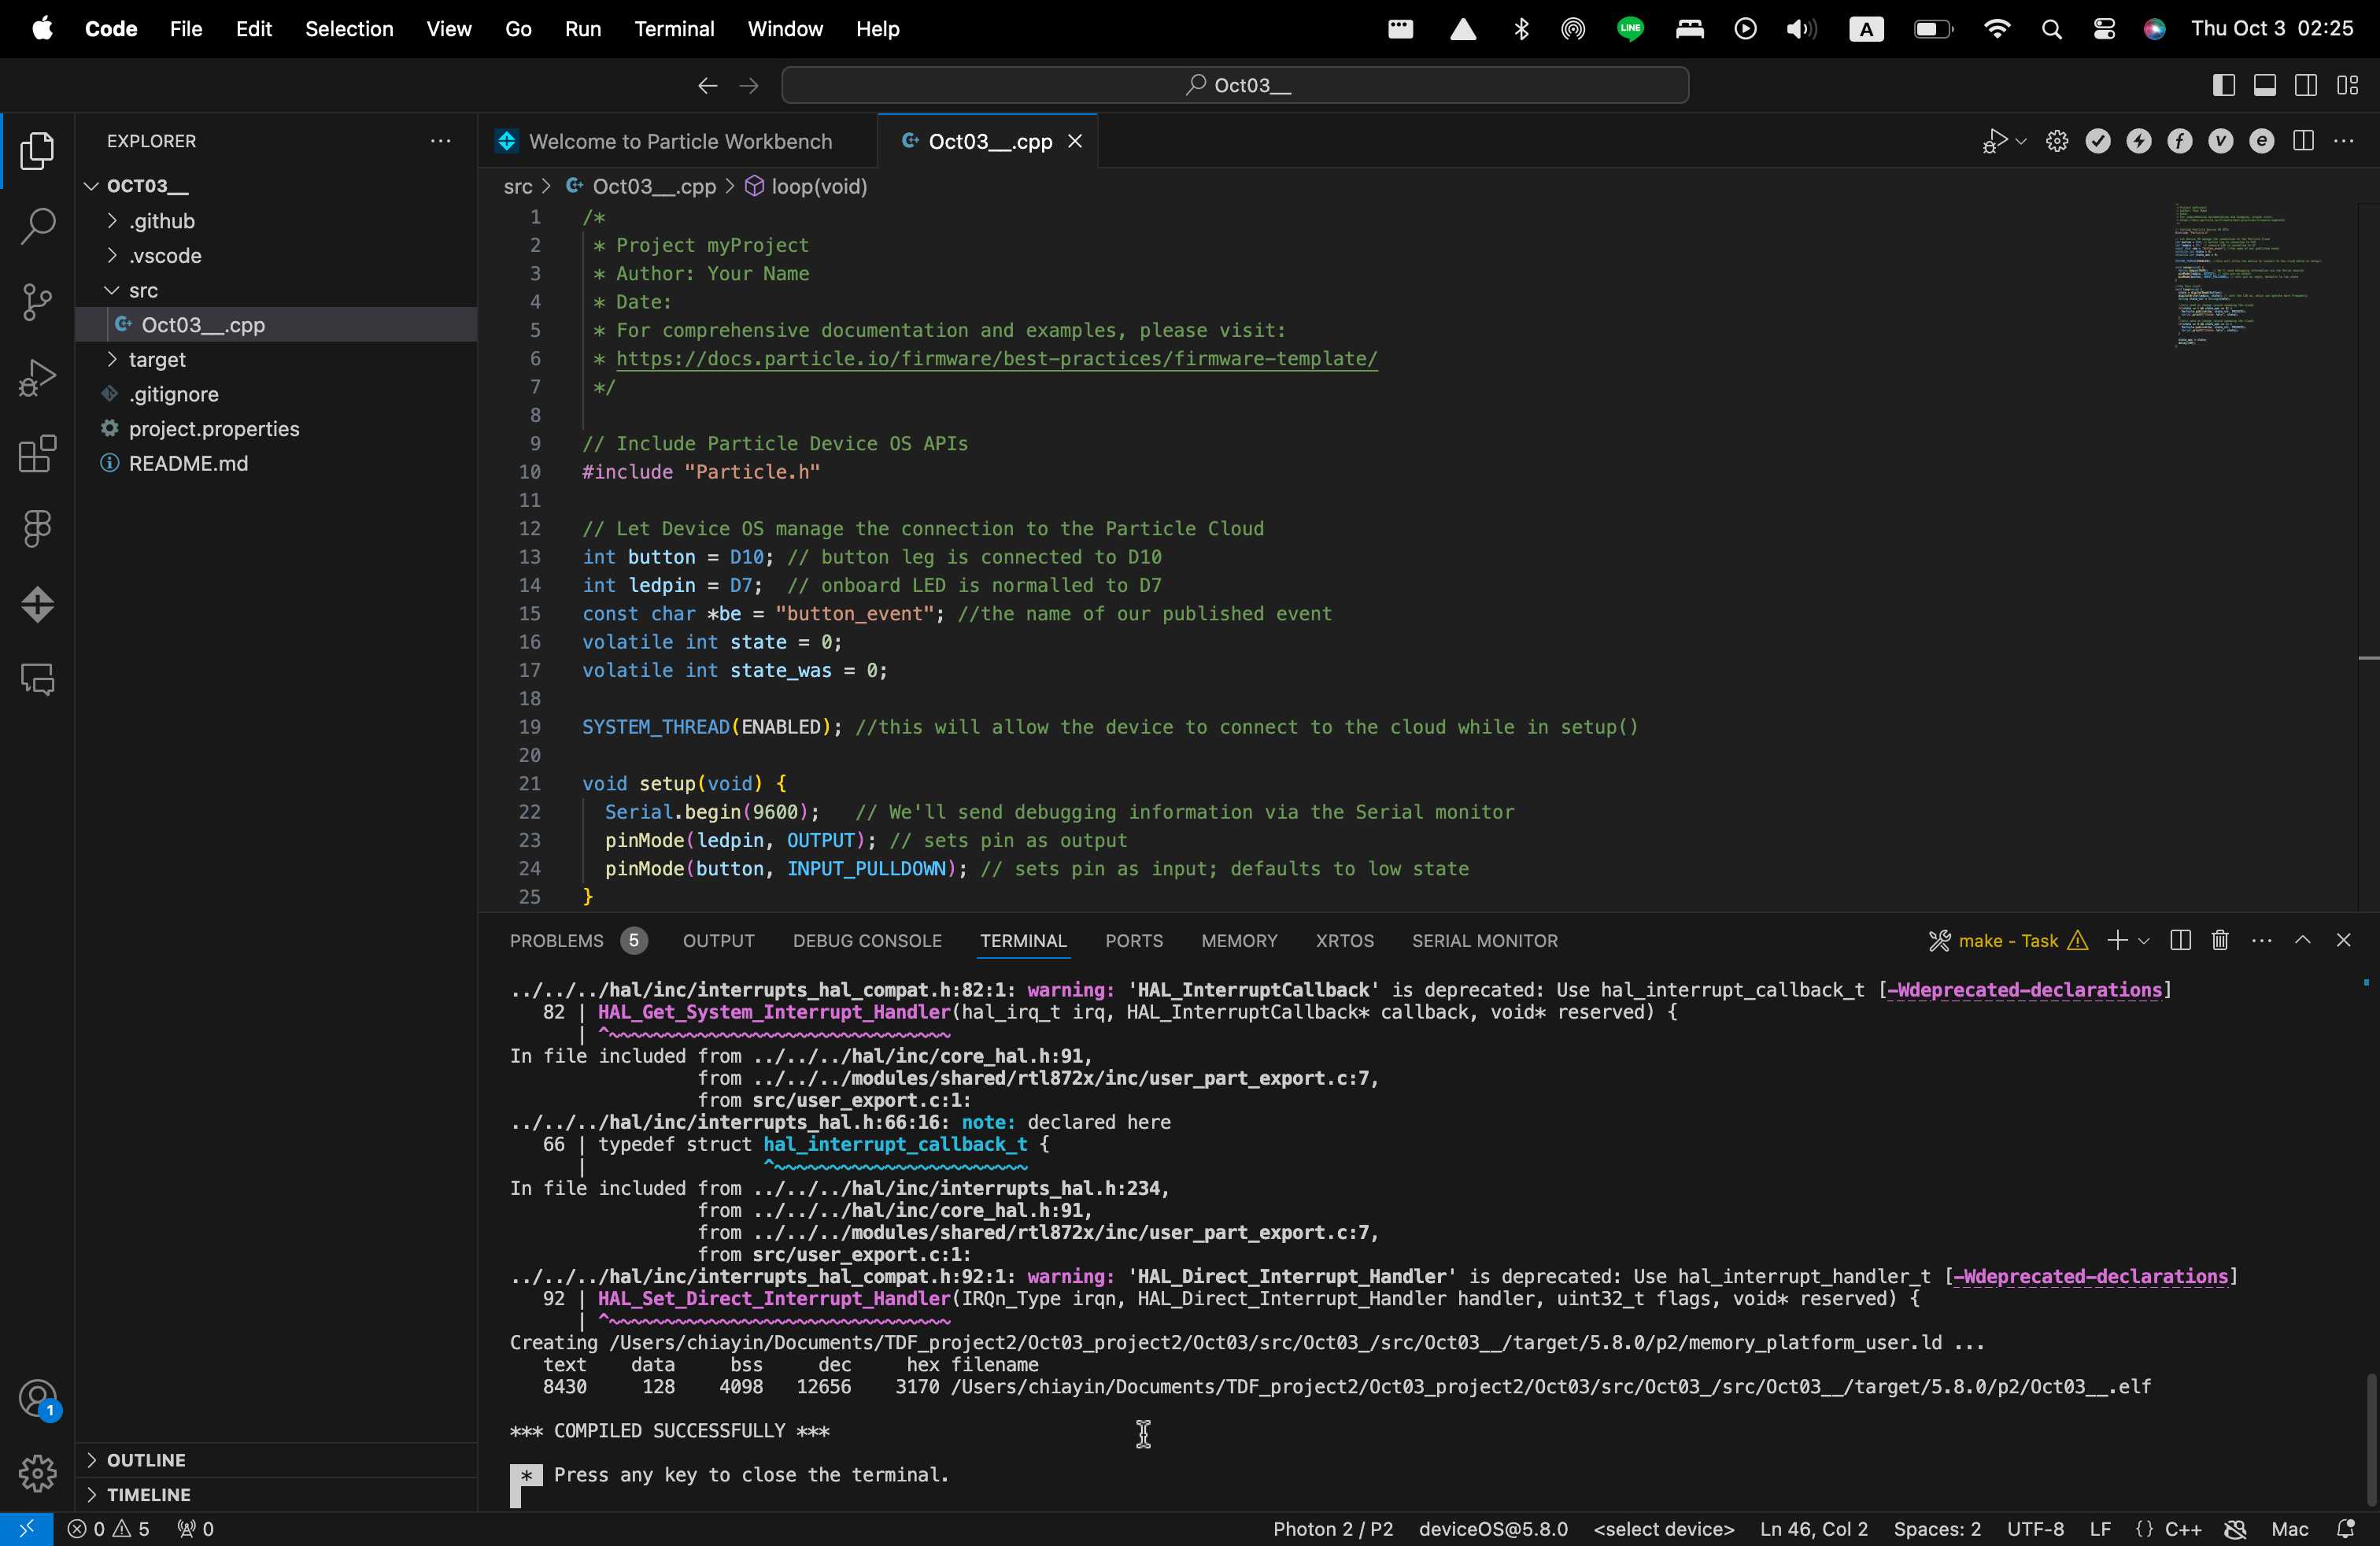 Code File Edit Selection View Go Run Terminal Window Help LINE A Thu Oct 3 02:25
Oct03__
EXPLORER
OCT03__
.github
.vscode
src
Oct03__.cpp
target
.gitignore
project.properties
README.md
OUTLINE
TIMELINE
1
Welcome to Particle Workbench
Oct03__.cpp
src > Oct03__.cpp > loop(void)
1 /*
2 * Project myProject
3 * Author: Your Name
4 * Date:
5 * For comprehensive documentation and examples, please visit:
6 * https://docs.particle.io/firmware/best-practices/firmware-template/
7 */
8
9 // Include Particle Device OS APIs
10 #include "Particle.h"
11
12 // Let Device OS manage the connection to the Particle Cloud
13 int button = D10; // button leg is connected to D10
14 int ledpin = D7;  // onboard LED is normalled to D7
15 const char *be = "button_event"; //the name of our published event
16 volatile int state = 0;
17 volatile int state_was = 0;
18
19 SYSTEM_THREAD(ENABLED); //this will allow the device to connect to the cloud while in setup()
20
21 void setup(void) {
22 Serial.begin(9600);   // We'll send debugging information via the Serial monitor
23 pinMode(ledpin, OUTPUT); // sets pin as output
24 pinMode(button, INPUT_PULLDOWN); // sets pin as input; defaults to low state
25 }
PROBLEMS 5 OUTPUT DEBUG CONSOLE TERMINAL PORTS MEMORY XRTOS SERIAL MONITOR make - Task
../../../hal/inc/interrupts_hal_compat.h:82:1: warning: 'HAL_InterruptCallback' is deprecated: Use hal_interrupt_callback_t [-Wdeprecated-declarations]
82 | HAL_Get_System_Interrupt_Handler(hal_irq_t irq, HAL_InterruptCallback* callback, void* reserved) {
| ^~~~~~~~~~~~~~~~~~~~~~~~~~~~~~~~
In file included from ../../../hal/inc/core_hal.h:91,
from ../../../modules/shared/rtl872x/inc/user_part_export.c:7,
from src/user_export.c:1:
../../../hal/inc/interrupts_hal.h:66:16: note: declared here
66 | typedef struct hal_interrupt_callback_t {
| ^~~~~~~~~~~~~~~~~~~~~~~~
In file included from ../../../hal/inc/interrupts_hal.h:234,
from ../../../hal/inc/core_hal.h:91,
from ../../../modules/shared/rtl872x/inc/user_part_export.c:7,
from src/user_export.c:1:
../../../hal/inc/interrupts_hal_compat.h:92:1: warning: 'HAL_Direct_Interrupt_Handler' is deprecated: Use hal_interrupt_handler_t [-Wdeprecated-declarations]
92 | HAL_Set_Direct_Interrupt_Handler(IRQn_Type irqn, HAL_Direct_Interrupt_Handler handler, uint32_t flags, void* reserved) {
| ^~~~~~~~~~~~~~~~~~~~~~~~~~~~~~~~
Creating /Users/chiayin/Documents/TDF_project2/Oct03_project2/Oct03/src/Oct03_/src/Oct03__/target/5.8.0/p2/memory_platform_user.ld ...
text data bss dec hex filename
8430 128 4098 12656 3170 /Users/chiayin/Documents/TDF_project2/Oct03_project2/Oct03/src/Oct03_/src/Oct03__/target/5.8.0/p2/Oct03__.elf
*** COMPILED SUCCESSFULLY ***
* Press any key to close the terminal.
0 5 0 Photon 2 / P2 deviceOS@5.8.0 <select device> Ln 46, Col 2 Spaces: 2 UTF-8 LF {} C++ Mac